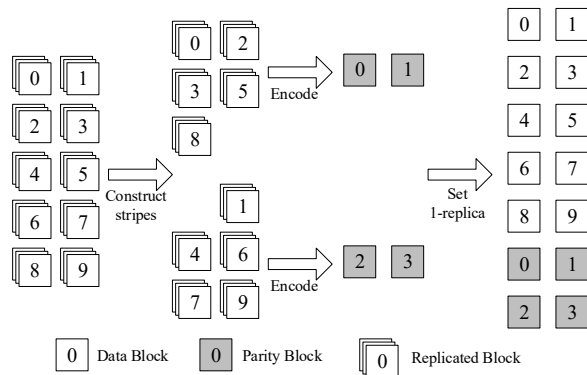 0 1
2 3
4 5
6 7
8 9
Construct
stripes
0 2
3 5
8
Encode
0 1
1
4 6
7 9
Encode
2 3
Set
1-replica
0 1
2 3
4 5
6 7
8 9
0 1
2 3
0 Data Block 0 Parity Block 0 Replicated Block